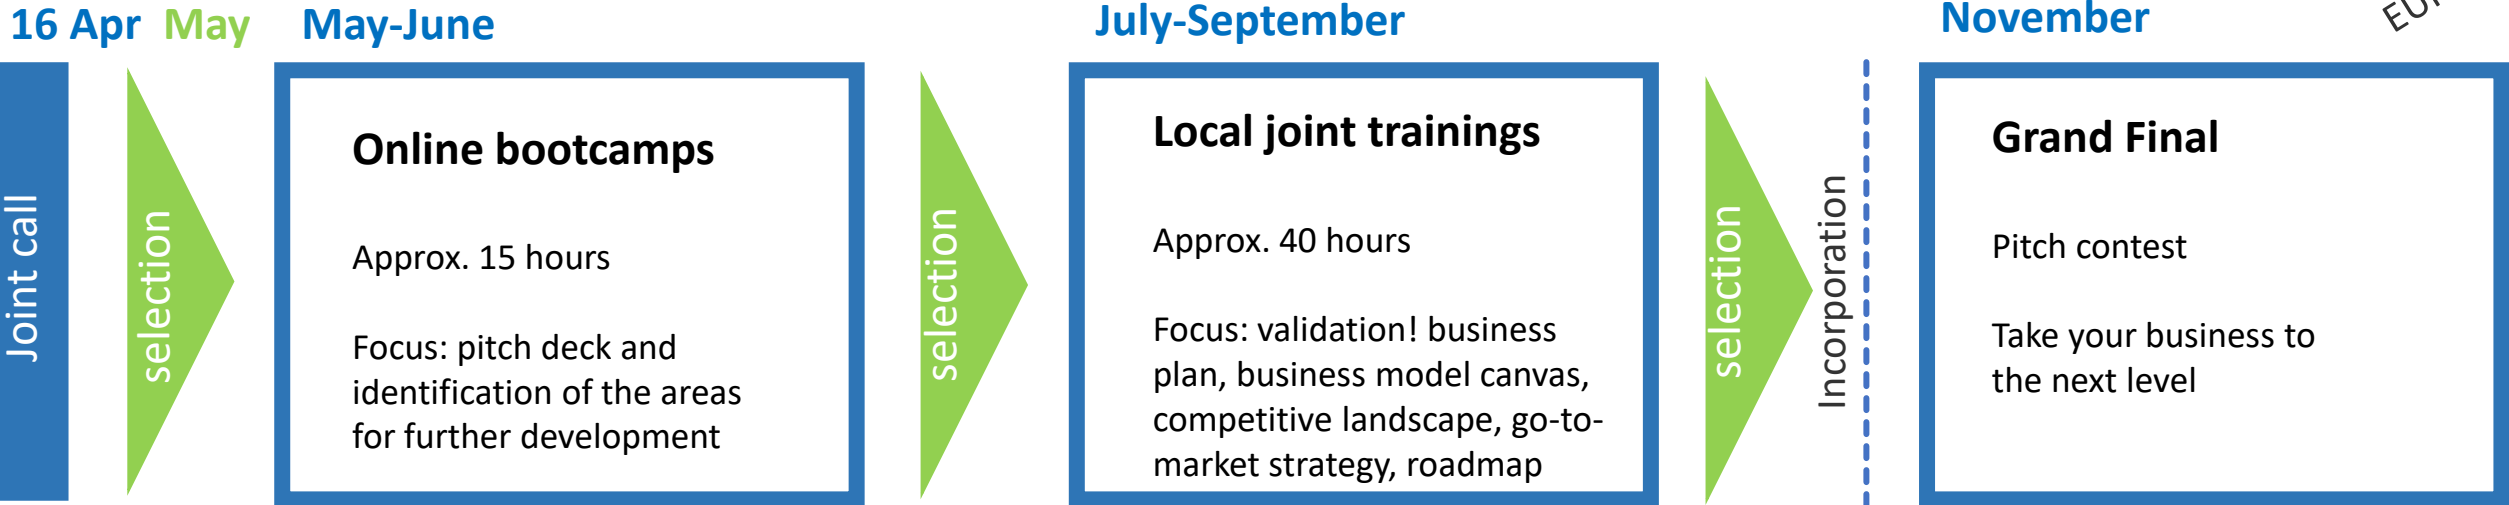 16 Apr May May-June July-September November
Joint call
selection
Online bootcamps
Approx. 15 hours
Focus: pitch deck and
identification of the areas
for further development
selection
Local joint trainings
Approx. 40 hours
Focus: validation! business
plan, business model canvas,
competitive landscape, go-to-
market strategy, roadmap
selection
Incorporation
Grand Final
Pitch contest
Take your business to
the next level